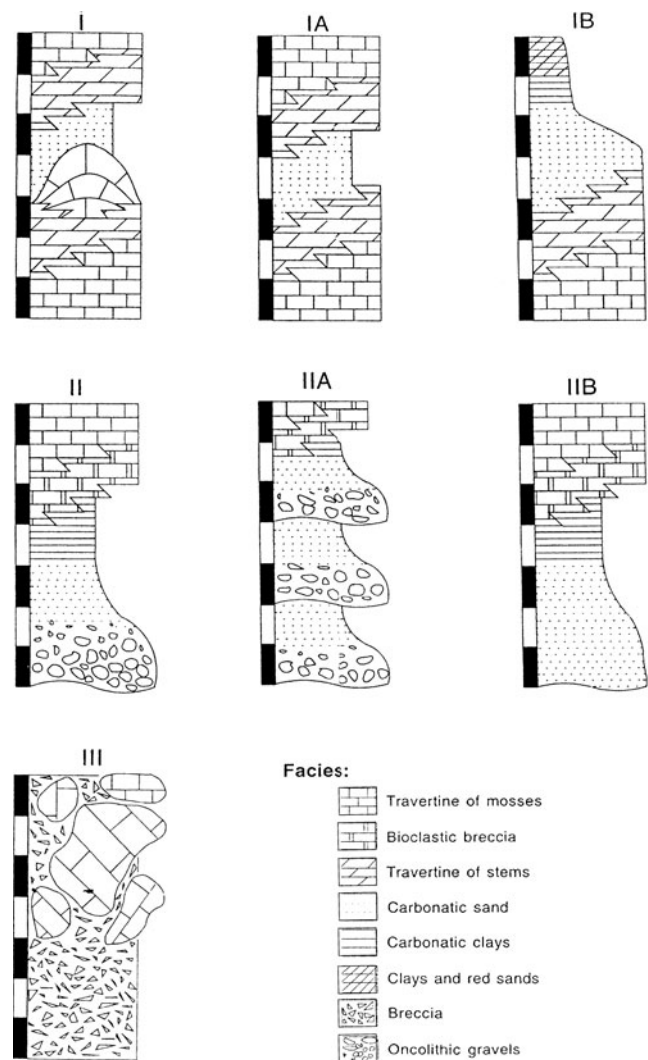 I
IA
IB
II
IIA
IIB
III
Facies:
Travertine of mosses
Bioclastic breccia
Travertine of stems
Carbonatic sand
Carbonatic clays
Clays and red sands
Breccia
Oncolithic gravels